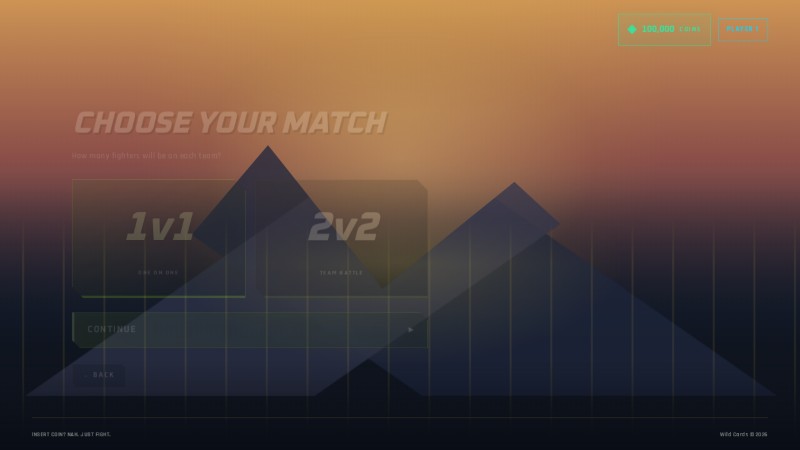 100,000 COINS
CHOOSE YOUR MATCH
How many fighters will be on each team?
1v1
2v2
ONE ON ONE
TEAM BATTLE
CONTINUE
BACK
INSERT COIN? NAH. JUST FIGHT.
Wild Cards © 2026